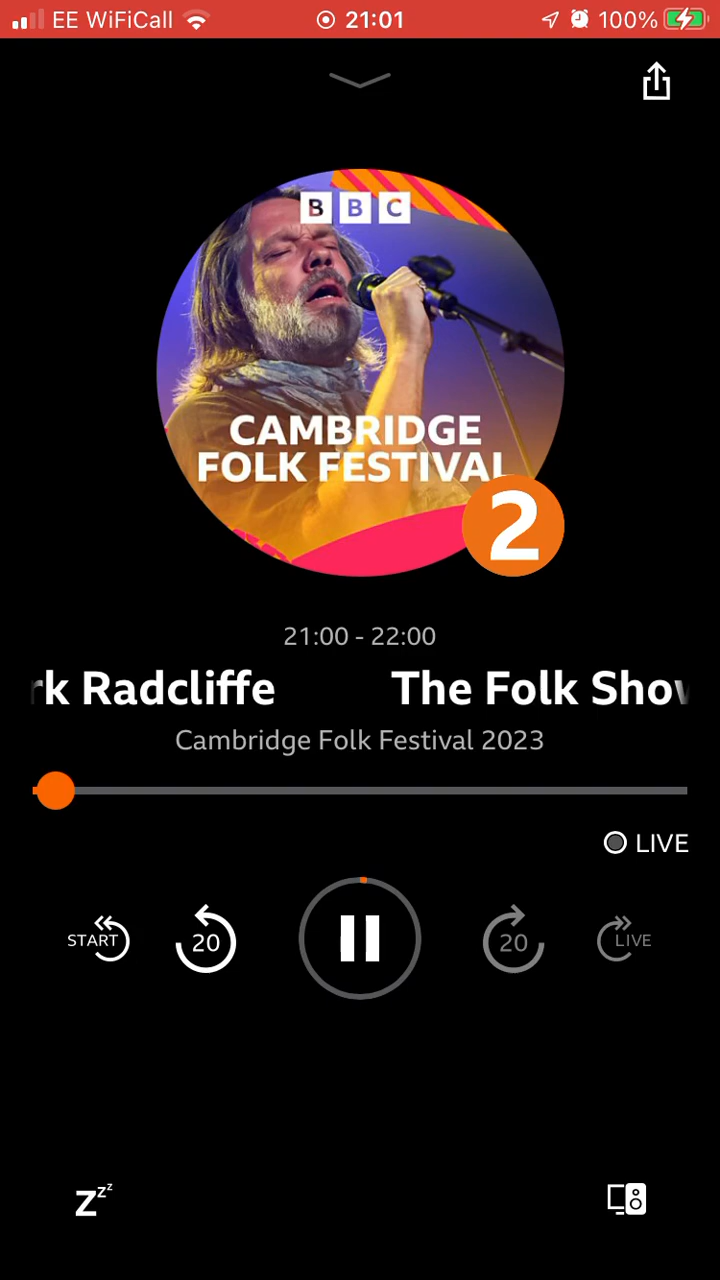 EE WiFiCall 21:01 100%
BBC
CAMBRIDGE
FOLK FESTIVAL
2
21:00 - 22:00
rk Radcliffe The Folk Show
Cambridge Folk Festival 2023
LIVE
START 20 20 LIVE
zzz